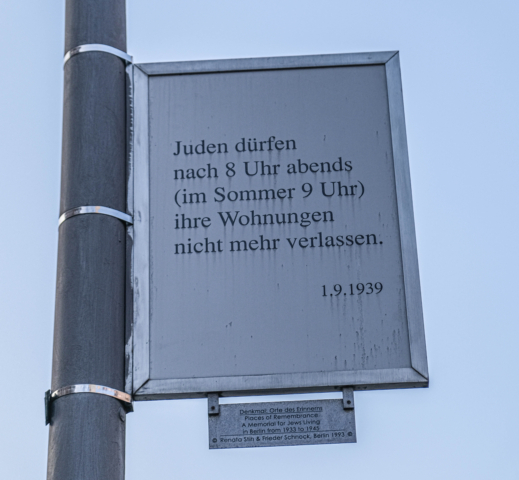 Juden dürfen
nach 8 Uhr abends
(im Sommer 9 Uhr)
ihre Wohnungen
nicht mehr verlassen.
1.9.1939
Denkmal: Orte des Erinnerns
Places of Remembrance:
A Memorial for Jews Living
in Berlin from 1933 to 1945
© Renata Stih & Frieder Schnock, Berlin 1993 ©